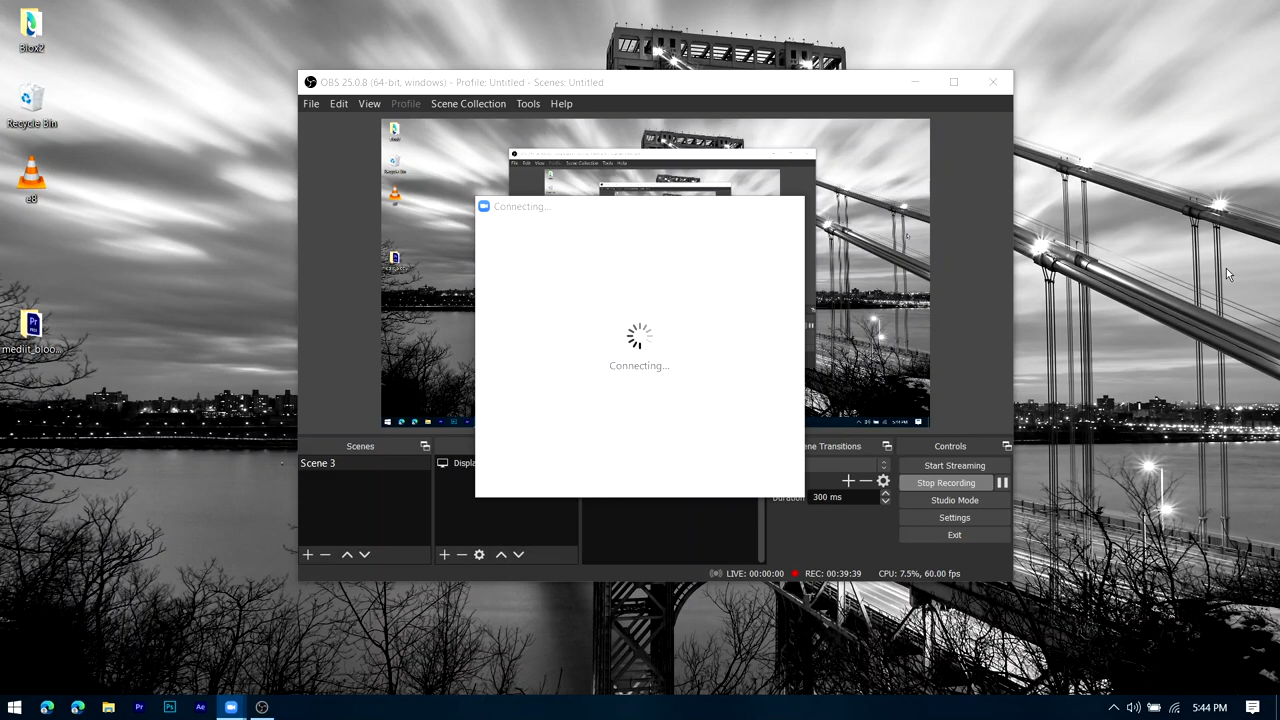 Blox2
Recycle Bin
e8
mediit_bloo...
OBS 25.0.8 (64-bit, windows) - Profile: Untitled - Scenes: Untitled
File Edit View Profile Scene Collection Tools Help
Connecting...
Connecting...
Scenes
Scene 3
Displa
ne Transitions
Duration 300 ms
Controls
Start Streaming
Stop Recording
Studio Mode
Settings
Exit
LIVE: 00:00:00 REC: 00:39:39 CPU: 7.5%, 60.00 fps
Pr Ps Ae
5:44 PM